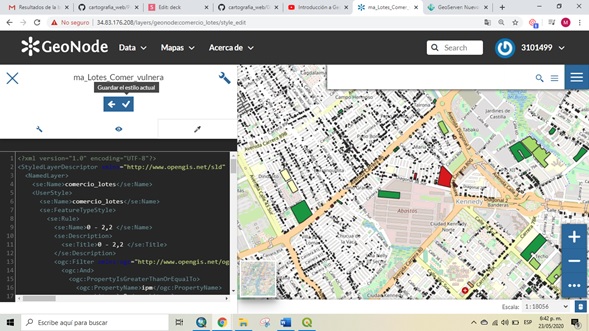 Resultados de la
cartografia_web/G
Edit deck
cartografia_web/
Introducción a Ge
ma_Lotes_Comer_
GeoServer: Nuevo
No seguro
34.83.176.208/layers/geonode:comercio_lotes/style_edit
GeoNode
Data
Mapas
Acerca de
Search
3101499
ma_Lotes_Comer_vulnera
Guardar el estilo actual
1 <?xml version="1.0" encoding="UTF-8"?>
2 <StyledLayerDescriptor "http://www.opengis.net/sld"
3 <NamedLayer>
4 <se:Name>comercio_lotes</se:Name>
5 <UserStyle>
6 <se:Name>comercio_lotes</se:Name>
7 <se:FeatureTypeStyle>
8 <se:Rule>
9 <se:Name>0 - 2,2 </se:Name>
10 <se:Description>
11 <se:Title>0 - 2,2 </se:Title>
12 </se:Description>
13 <ogc:Filter "http://www.opengis.net/og
14 <ogc:And>
15 <ogc:PropertyIsGreaterThanOrEqualTo>
16 <ogc:PropertyName>ipm</ogc:PropertyName>
17
Jardines de Castilla
Kennedy
Abastos
Escala:
1 : 18056
Escribe aquí para buscar
ESP
6:42 p. m.
23/05/2020